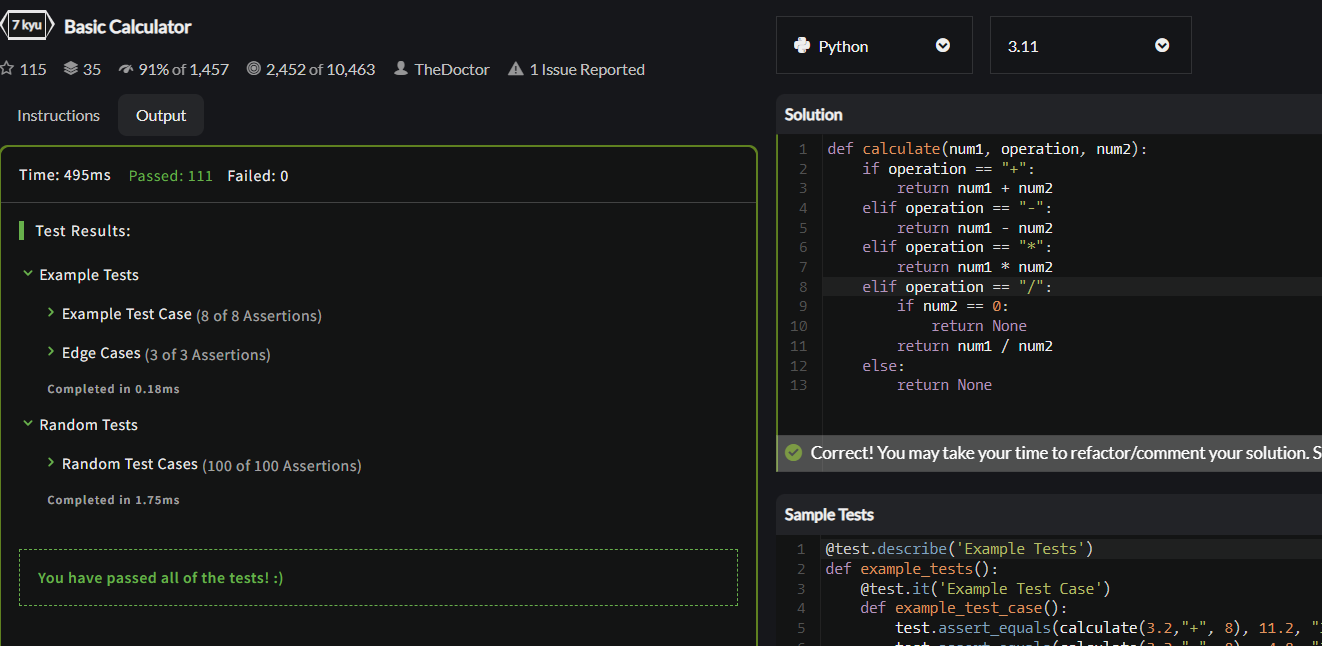 7 kyu Basic Calculator
115 35 91% of 1,457 2,452 of 10,463 TheDoctor 1 Issue Reported
Instructions Output
Time: 495ms Passed: 111 Failed: 0
Test Results:
Example Tests
Example Test Case (8 of 8 Assertions)
Edge Cases (3 of 3 Assertions)
Completed in 0.18ms
Random Tests
Random Test Cases (100 of 100 Assertions)
Completed in 1.75ms
You have passed all of the tests! :)
Python 3.11
Solution
1 def calculate(num1, operation, num2):
2 if operation == "+":
3 return num1 + num2
4 elif operation == "-":
5 return num1 - num2
6 elif operation == "*":
7 return num1 * num2
8 elif operation == "/":
9 if num2 == 0:
10 return None
11 return num1 / num2
12 else:
13 return None
Correct! You may take your time to refactor/comment your solution. S
Sample Tests
1 @test.describe('Example Tests')
2 def example_tests():
3 @test.it('Example Test Case')
4 def example_test_case():
5 test.assert_equals(calculate(3.2,"+", 8), 11.2, "